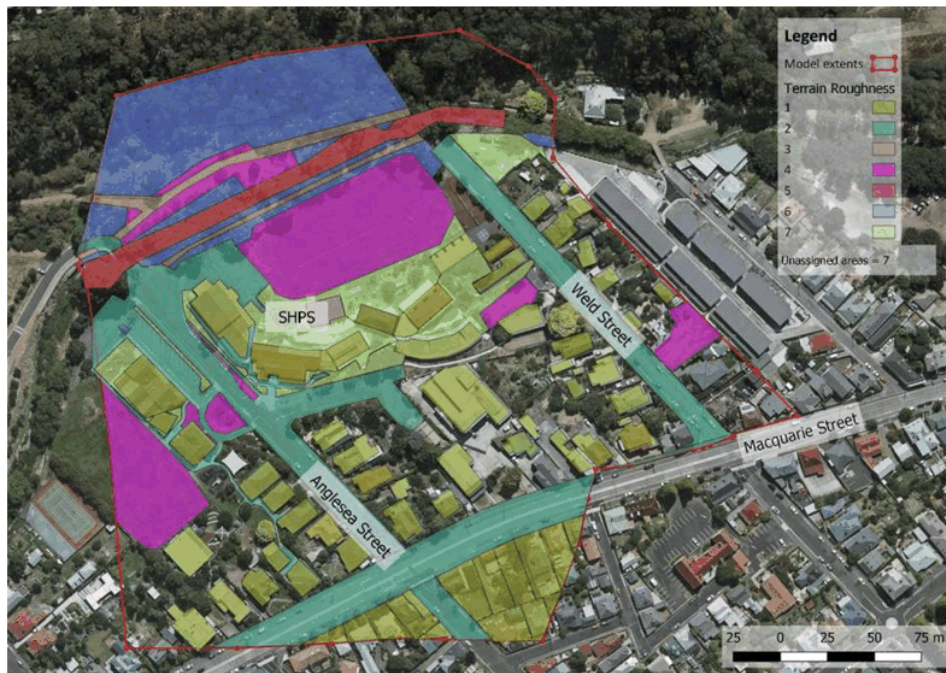 Legend
Model extents
Terrain Roughness
1
2
3
4
5
6
7
Unassigned areas = 7
SHPS
Weld Street
Macquarie Street
Anglesea Street
25 0 25 50 75 m